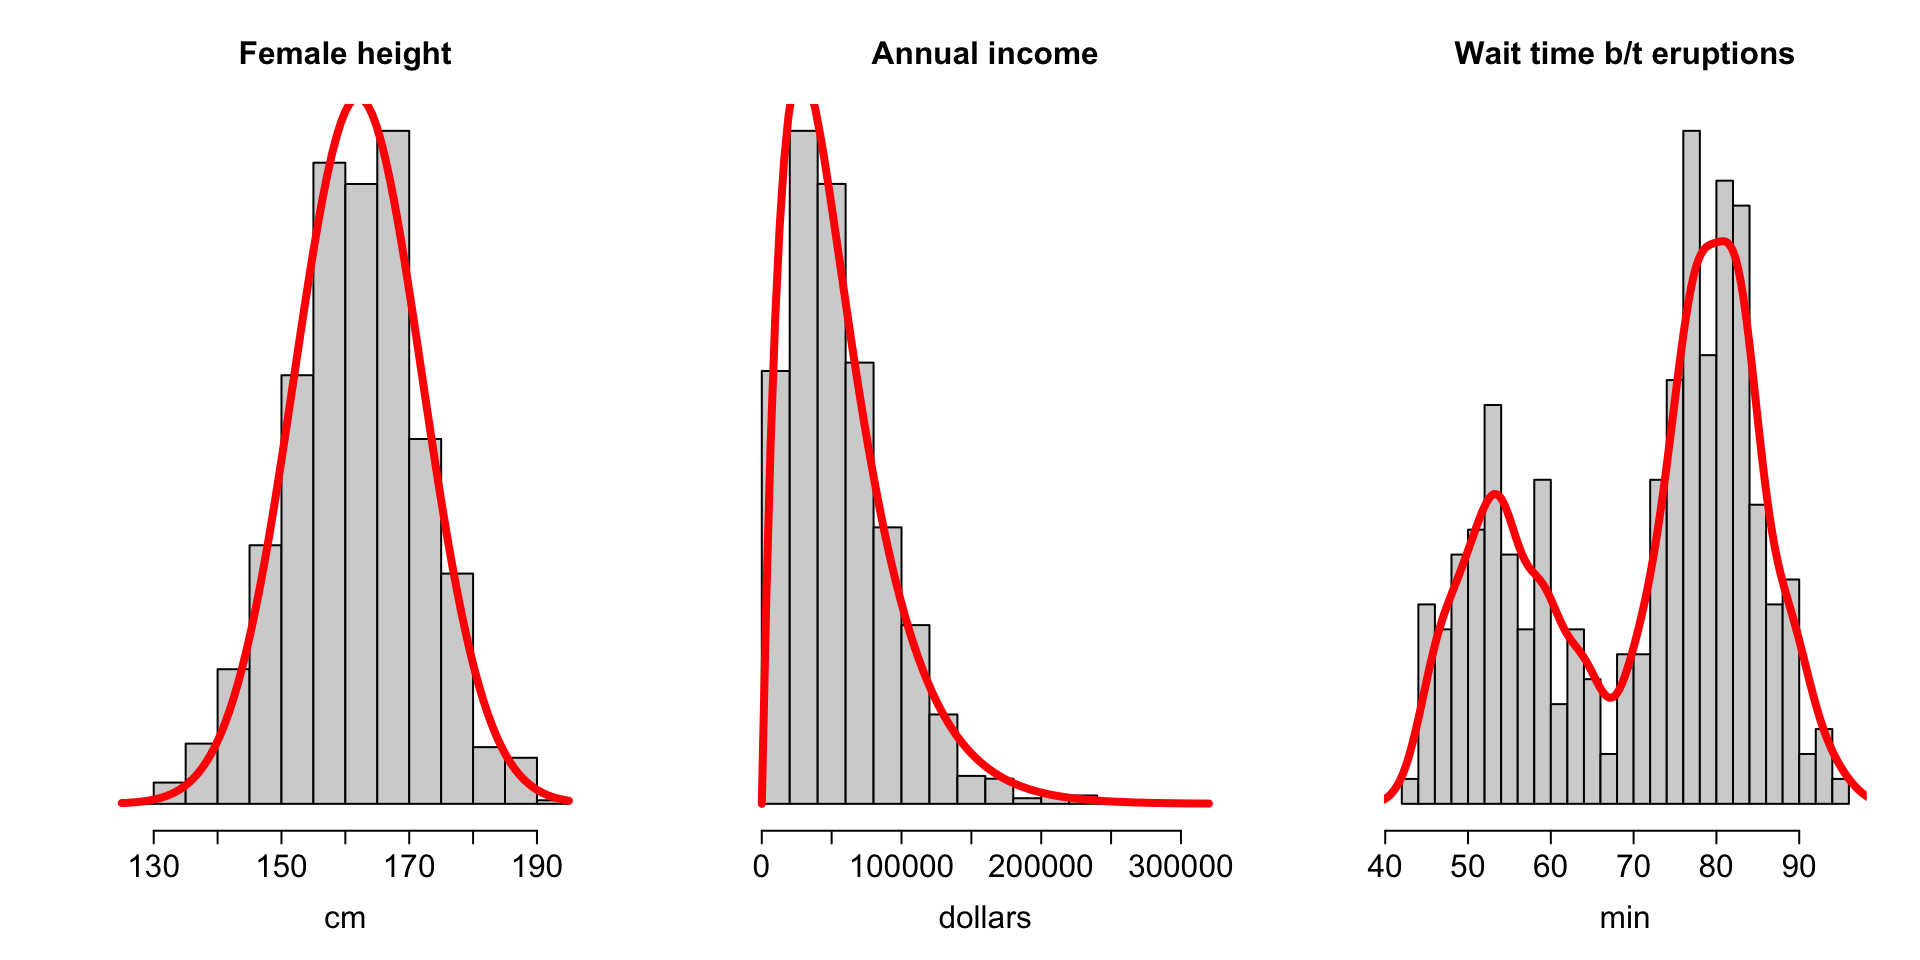 Female height
130 150 170 190
cm
Annual income
0 100000 200000 300000
dollars
Wait time b/t eruptions
40 50 60 70 80 90
min